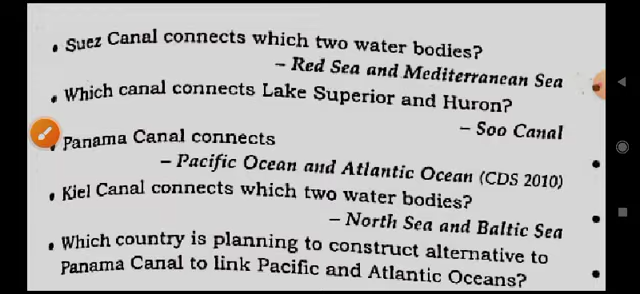 • Suez Canal connects which two water bodies?
– Red Sea and Mediterranean Sea
• Which canal connects Lake Superior and Huron?
– Soo Canal
• Panama Canal connects
– Pacific Ocean and Atlantic Ocean (CDS 2010)
• Kiel Canal connects which two water bodies?
– North Sea and Baltic Sea
• Which country is planning to construct alternative to
Panama Canal to link Pacific and Atlantic Oceans?